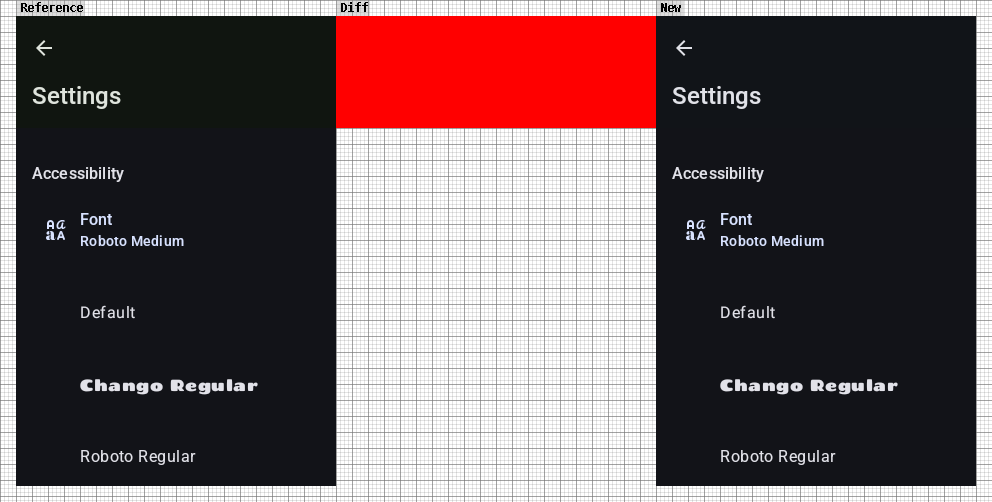 Reference Diff New
Settings Settings
Accessibility Accessibility
Font Font
Roboto Medium Roboto Medium
Default Default
Chango Regular Chango Regular
Roboto Regular Roboto Regular